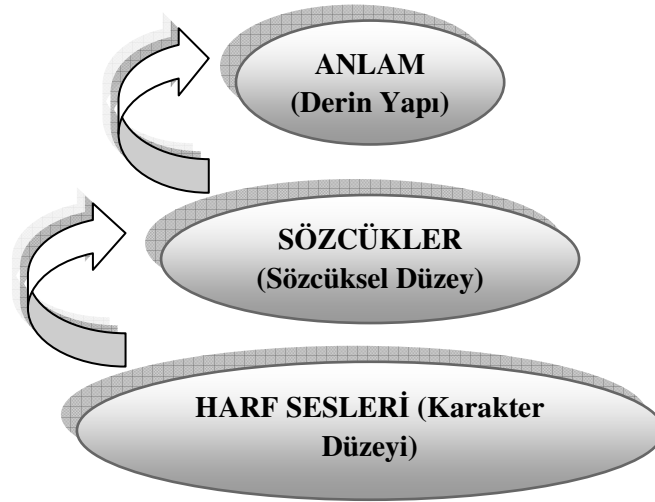 ANLAM
(Derin Yapı)
SÖZCÜKLER
(Sözcüksel Düzey)
HARF SESLERİ (Karakter
Düzeyi)